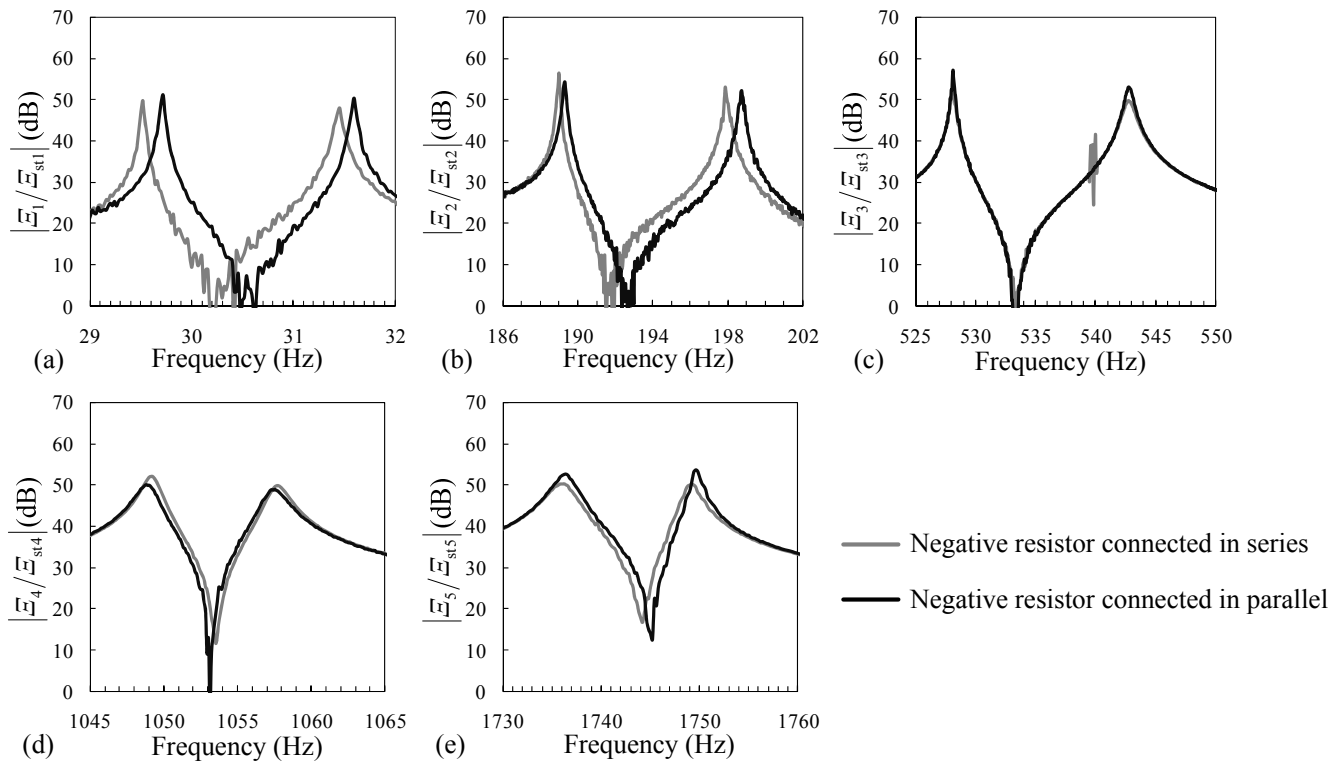 |Ξ1/Ξst1| (dB)
70
60
50
40
30
20
10
0
29 30 31 32
(a) Frequency (Hz)
|Ξ2/Ξst2| (dB)
70
60
50
40
30
20
10
0
186 190 194 198 202
(b) Frequency (Hz)
|Ξ3/Ξst3| (dB)
70
60
50
40
30
20
10
0
525 530 535 540 545 550
(c) Frequency (Hz)
|Ξ4/Ξst4| (dB)
70
60
50
40
30
20
10
0
1045 1050 1055 1060 1065
(d) Frequency (Hz)
|Ξ5/Ξst5| (dB)
70
60
50
40
30
20
10
0
1730 1740 1750 1760
(e) Frequency (Hz)
Negative resistor connected in series
Negative resistor connected in parallel